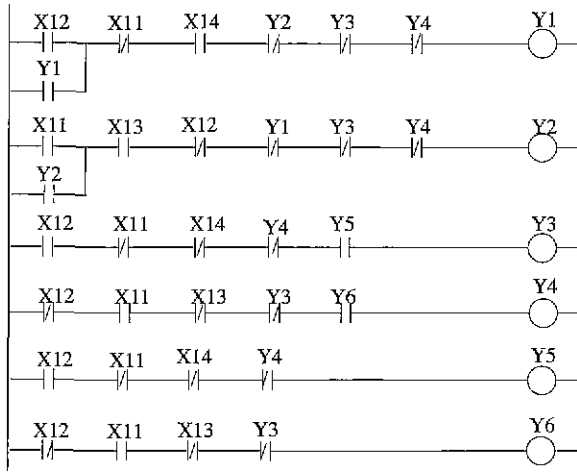 X12 X11 X14 Y2 Y3 Y4 Y1
Y1
X11 X13 X12 Y1 Y3 Y4 Y2
Y2
X12 X11 X14 Y4 Y5 Y3
X12 X11 X13 Y3 Y6 Y4
X12 X11 X14 Y4 Y5
X12 X11 X13 Y3 Y6